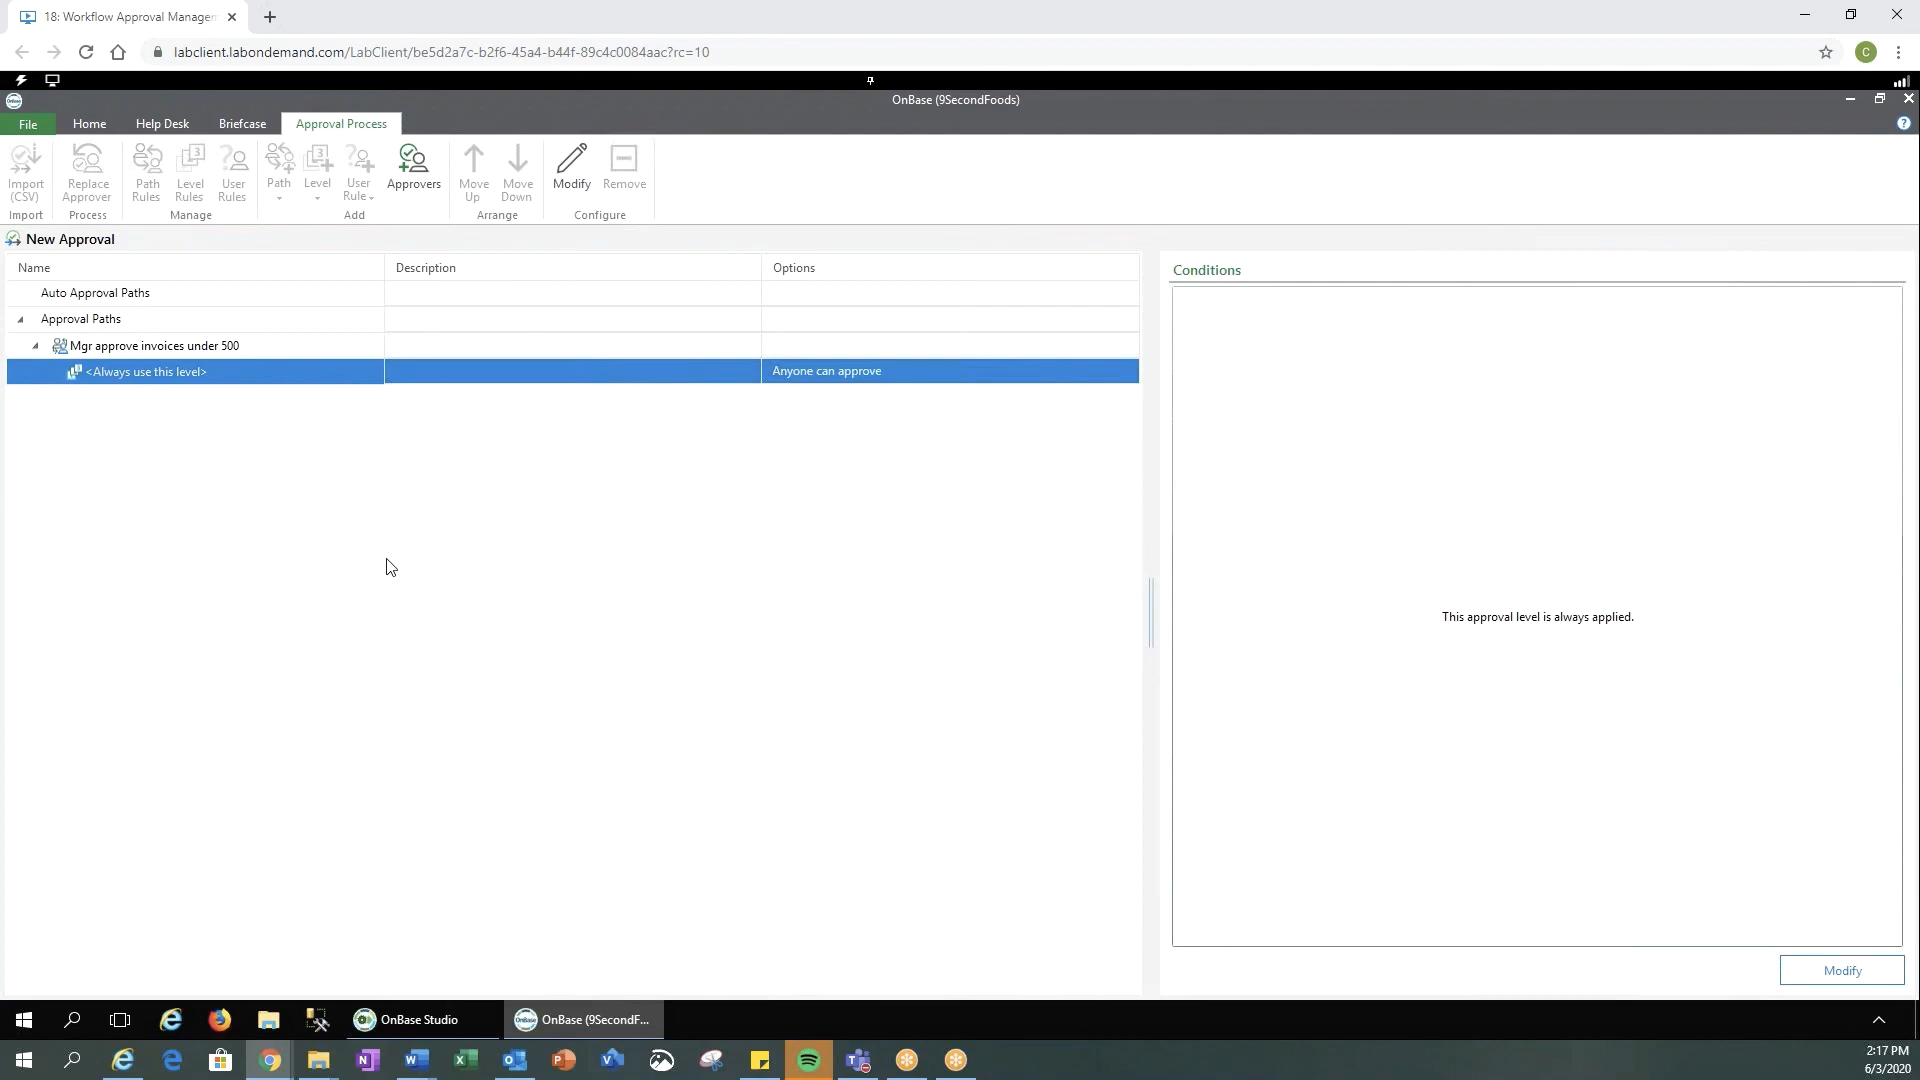 18: Workflow Approval Managem
labclient.labondemand.com/LabClient/be5d2a7c-b2f6-45a4-b44f-89c4c0084aac?rc=10
C
OnBase (9SecondFoods)
File
Home
Help Desk
Briefcase
Approval Process
Import
(CSV)
Replace
Approver
Path
Rules
Level
Rules
User
Rules
Path
Level
User
Rule
Approvers
Move
Up
Move
Down
Modify
Remove
Import
Process
Manage
Add
Arrange
Configure
New Approval
Name
Description
Options
Auto Approval Paths
Approval Paths
Mgr approve invoices under 500
<Always use this level>
Anyone can approve
Conditions
This approval level is always applied.
Modify
OnBase Studio
OnBase (9SecondF...
2:17 PM
6/3/2020